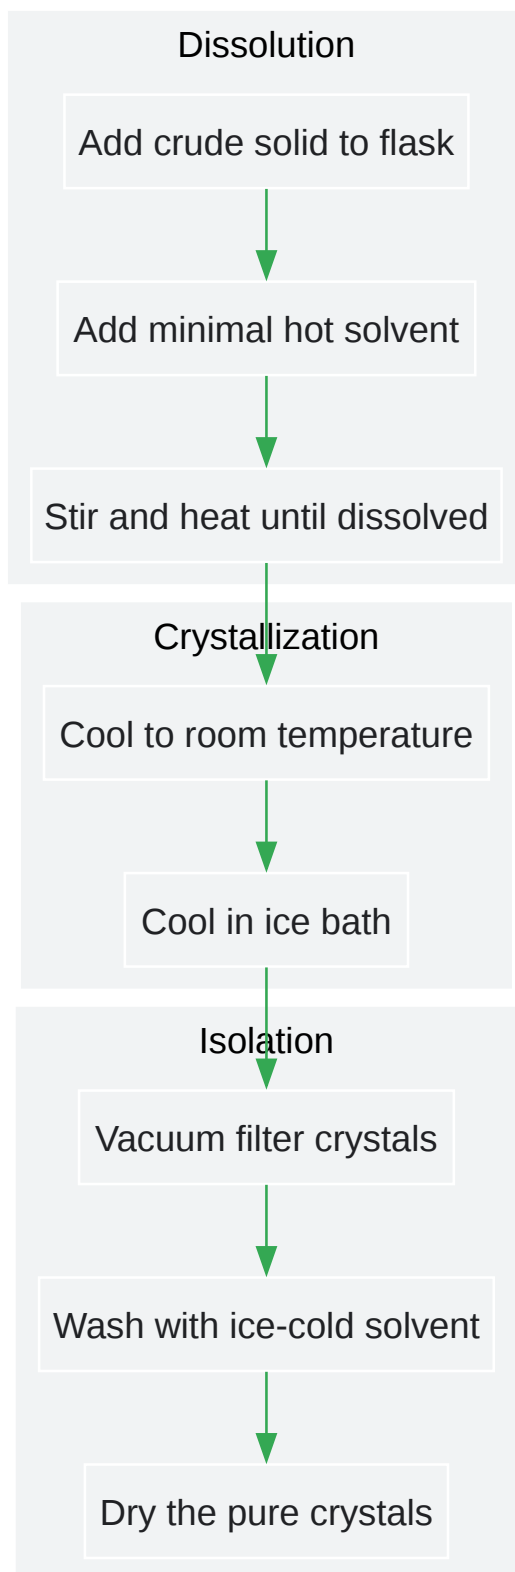 Dissolution
Add crude solid to flask
Add minimal hot solvent
Stir and heat until dissolved
Crystallization
Cool to room temperature
Cool in ice bath
Isolation
Vacuum filter crystals
Wash with ice-cold solvent
Dry the pure crystals